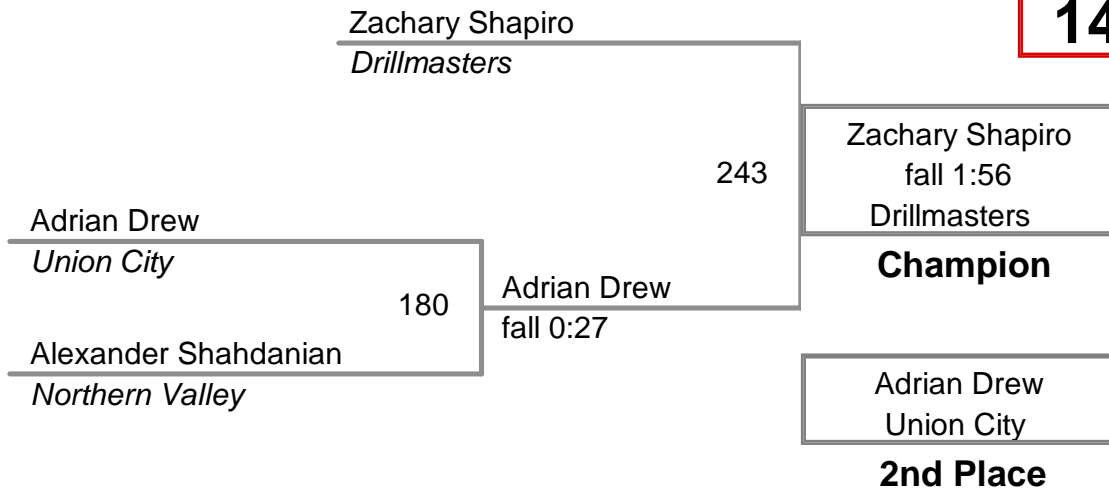 Zachary Shapiro
Drillmasters
243
Zachary Shapiro
fall 1:56
Drillmasters
Champion
Adrian Drew
Union City
180
Adrian Drew
fall 0:27
Alexander Shahdanian
Northern Valley
Adrian Drew
Union City
2nd Place